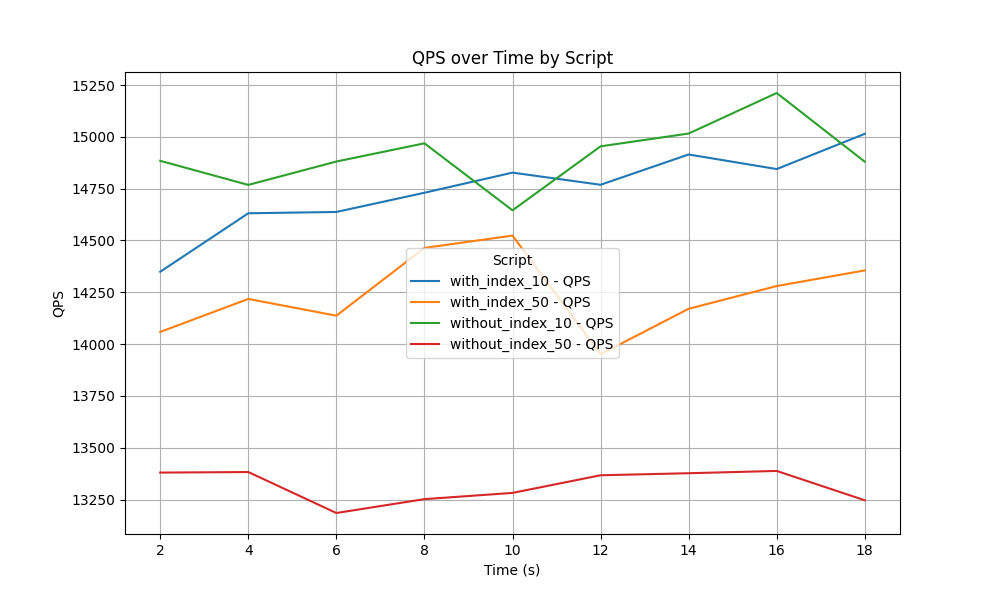 QPS over Time by Script
15250
15000
14750
14500
14250
14000
13750
13500
13250
QPS
Script
with_index_10 - QPS
with_index_50 - QPS
without_index_10 - QPS
without_index_50 - QPS
2 4 6 8 10 12 14 16 18
Time (s)